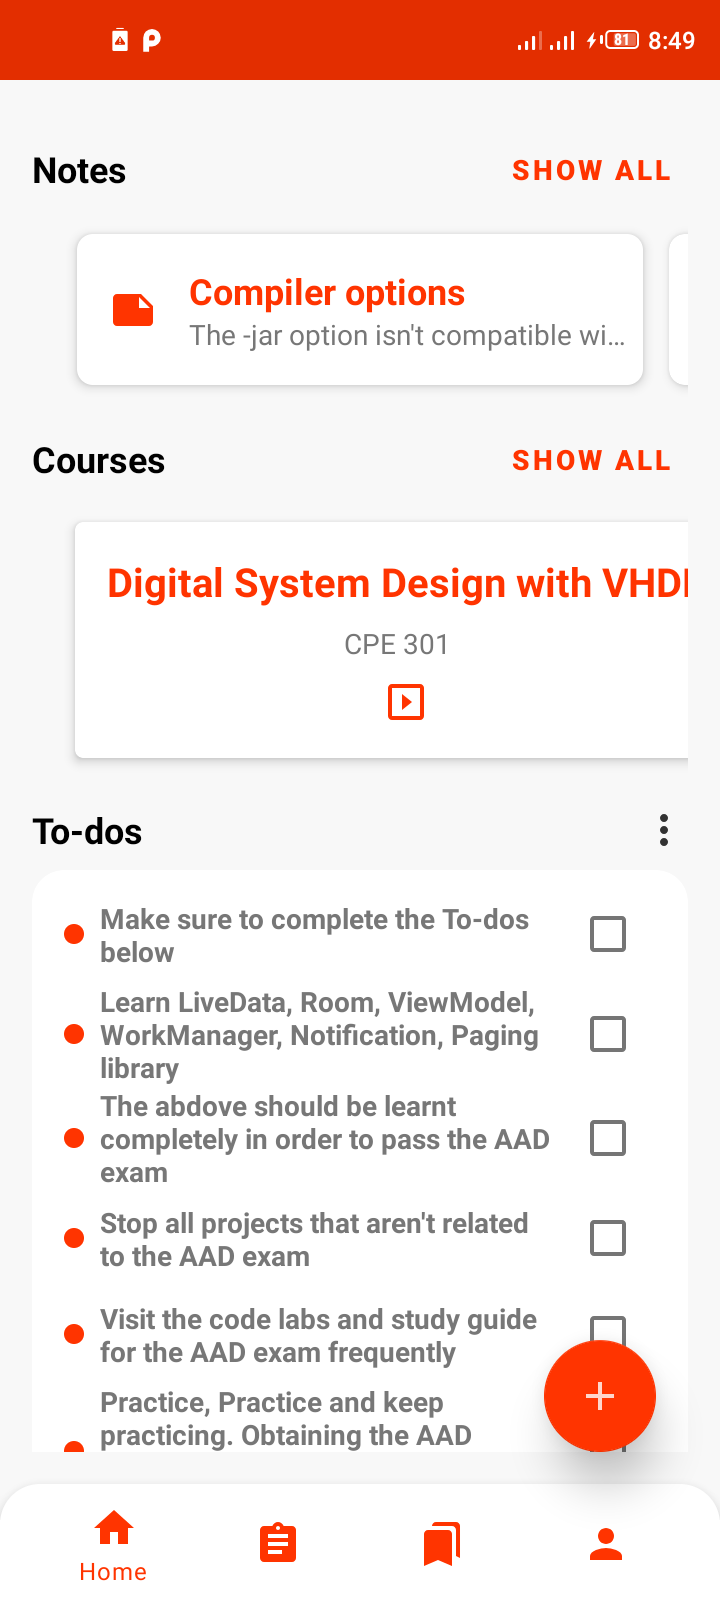 81 8:49
Notes
SHOW ALL
Compiler options
The -jar option isn't compatible wi...
Courses
SHOW ALL
Digital System Design with VHD
CPE 301
To-dos
Make sure to complete the To-dos
below
Learn LiveData, Room, ViewModel,
WorkManager, Notification, Paging
library
The abdove should be learnt
completely in order to pass the AAD
exam
Stop all projects that aren't related
to the AAD exam
Visit the code labs and study guide
for the AAD exam frequently
Practice, Practice and keep
practicing. Obtaining the AAD
Home